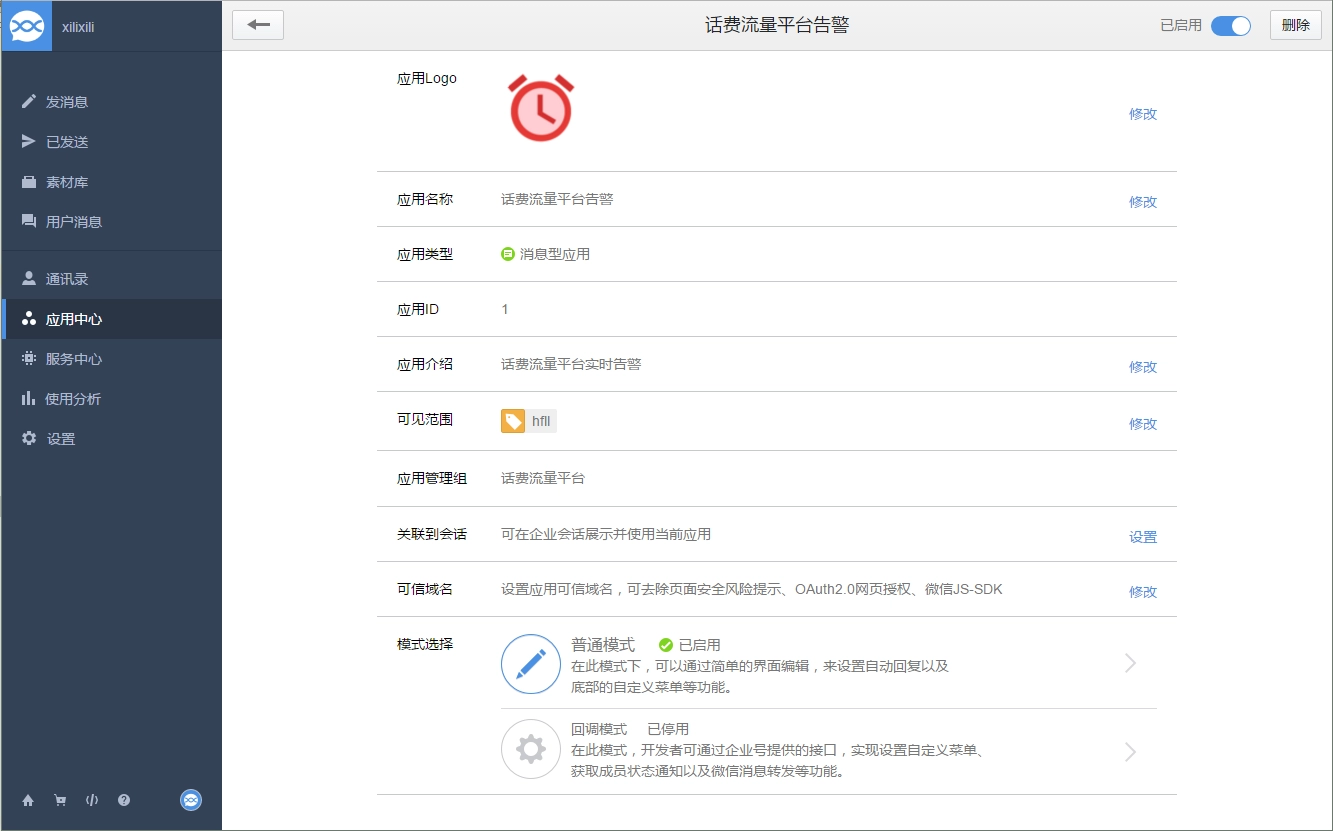 xilixili
话费流量平台告警
已启用
删除
发消息
已发送
素材库
用户消息
通讯录
应用中心
服务中心
使用分析
设置
应用Logo
修改
应用名称 话费流量平台告警 修改
应用类型 消息型应用
应用ID 1
应用介绍 话费流量平台实时告警 修改
可见范围 hfll 修改
应用管理组 话费流量平台
关联到会话 可在企业会话展示并使用当前应用 设置
可信域名 设置应用可信域名，可去除页面安全风险提示、OAuth2.0网页授权、微信JS-SDK 修改
模式选择 普通模式 已启用
在此模式下，可以通过简单的界面编辑，来设置自动回复以及
底部的自定义菜单等功能。
回调模式 已停用
在此模式，开发者可通过企业号提供的接口，实现设置自定义菜单、
获取成员状态通知以及微信消息转发等功能。